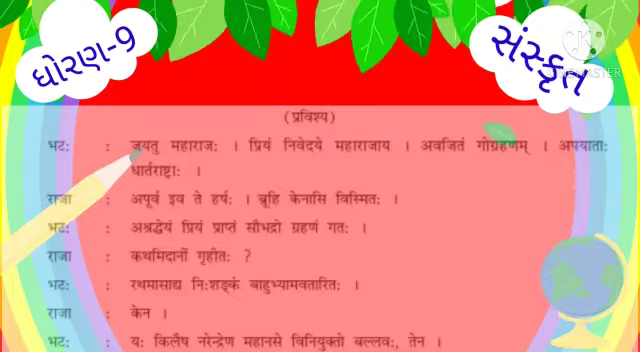 ધોરણ-9
સંસ્કૃત
KINEMASTER
(प्रविश्य)
भटः : जयतु महाराजः । प्रियं निवेदये महाराजाय । अवजितं गोग्रहणम् । अपयाताः
धार्तराष्ट्राः ।
राजा : अपूर्व इव ते हर्षः । ब्रूहि केनासि विस्मितः ।
भटः : अश्रद्धेयं प्रियं प्राप्तं सौभद्रो ग्रहणं गतः ।
राजा : कथमिदानीं गृहीतः ?
भटः : रथमासाद्य निःशङ्कं बाहुभ्यामवतारितः ।
राजा : केन ।
भटः : यः किलैष नरेन्द्रेण महानसे विनियुक्तो बल्लवः, तेन ।